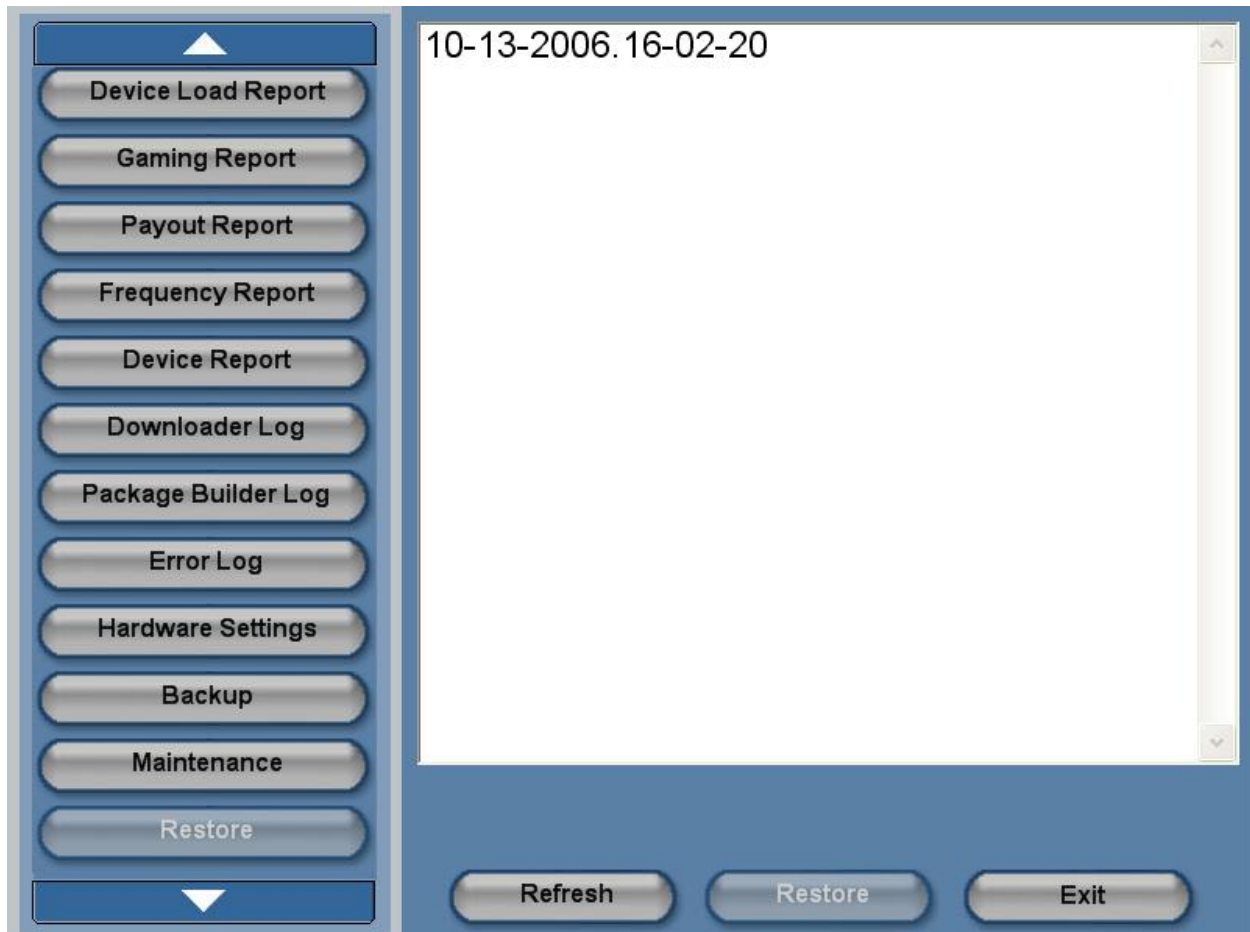 Device Load Report
Gaming Report
Payout Report
Frequency Report
Device Report
Downloader Log
Package Builder Log
Error Log
Hardware Settings
Backup
Maintenance
Restore
10-13-2006.16-02-20
Refresh
Restore
Exit